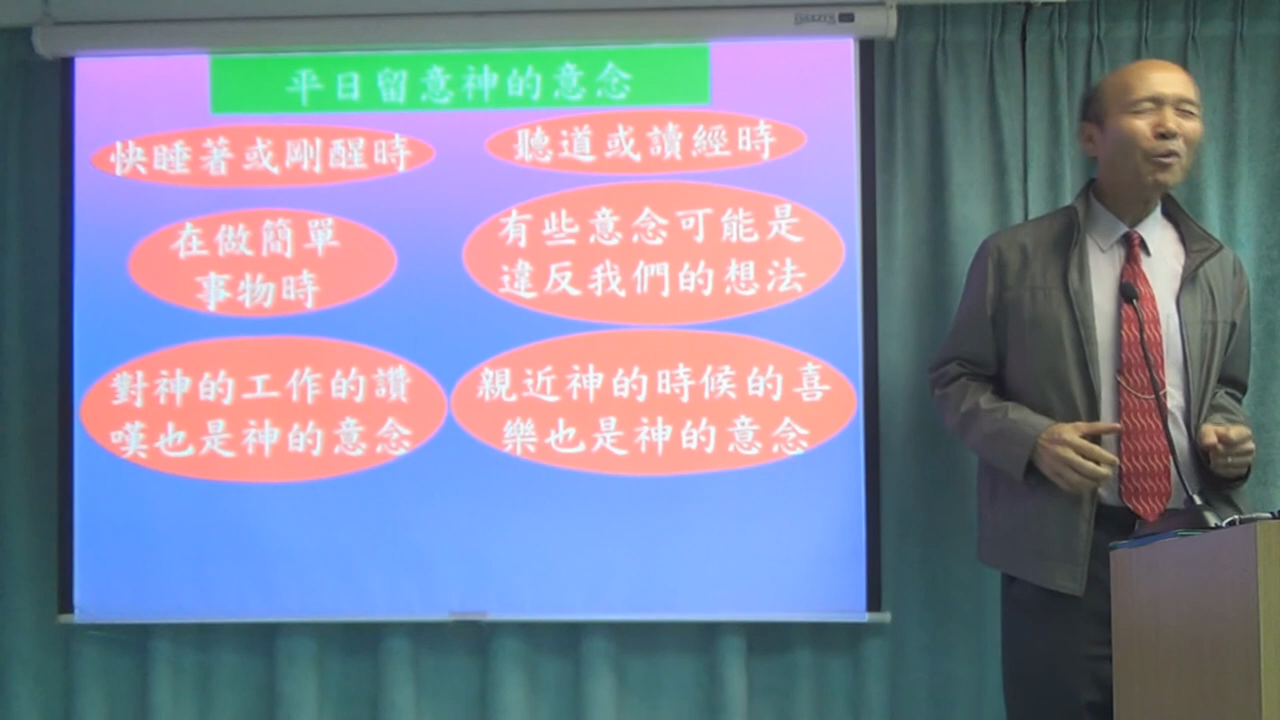 平日留意神的意念
快睡著或剛醒時
聽道或讀經時
在做簡單
事物時
有些意念可能是
違反我們的想法
對神的工作的讚
嘆也是神的意念
親近神的時候的喜
樂也是神的意念